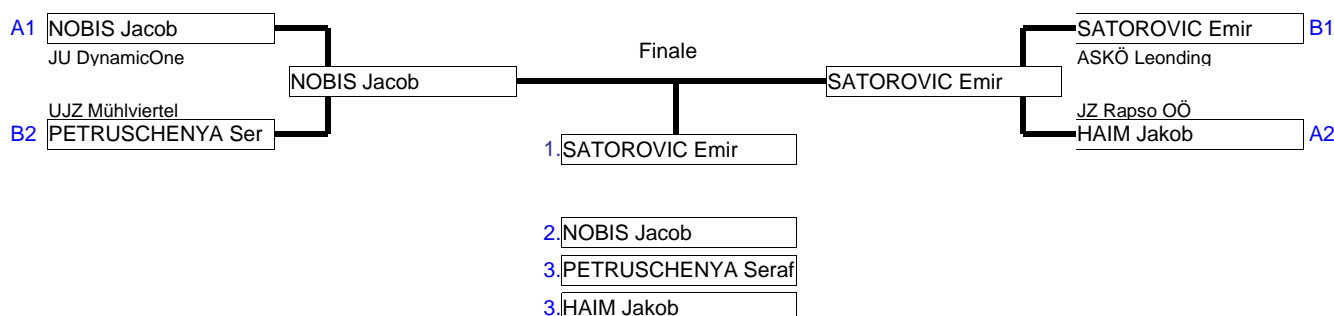 A1 NOBIS Jacob
JU DynamicOne
UJZ Mühlviertel
B2 PETRUSCHENYA Ser
NOBIS Jacob
Finale
SATOROVIC Emir
SATOROVIC Emir B1
ASKÖ Leonding
JZ Rapso OÖ
HAIM Jakob A2
1. SATOROVIC Emir
2. NOBIS Jacob
3. PETRUSCHENYA Seraf
3. HAIM Jakob